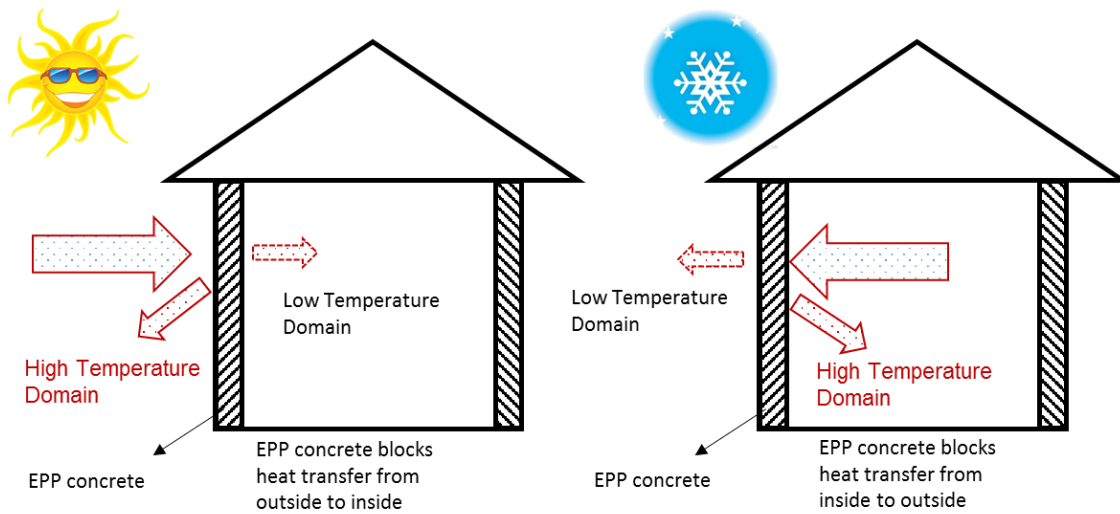 Low Temperature
Domain
High Temperature
Domain
EPP concrete
EPP concrete blocks
heat transfer from
outside to inside
Low Temperature
Domain
High Temperature
Domain
EPP concrete
EPP concrete blocks
heat transfer from
inside to outside